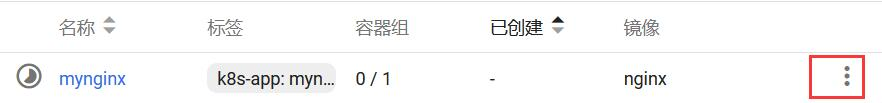 名称 标签 容器组 已创建 镜像
mynginx k8s-app: myn... 0 / 1 - nginx